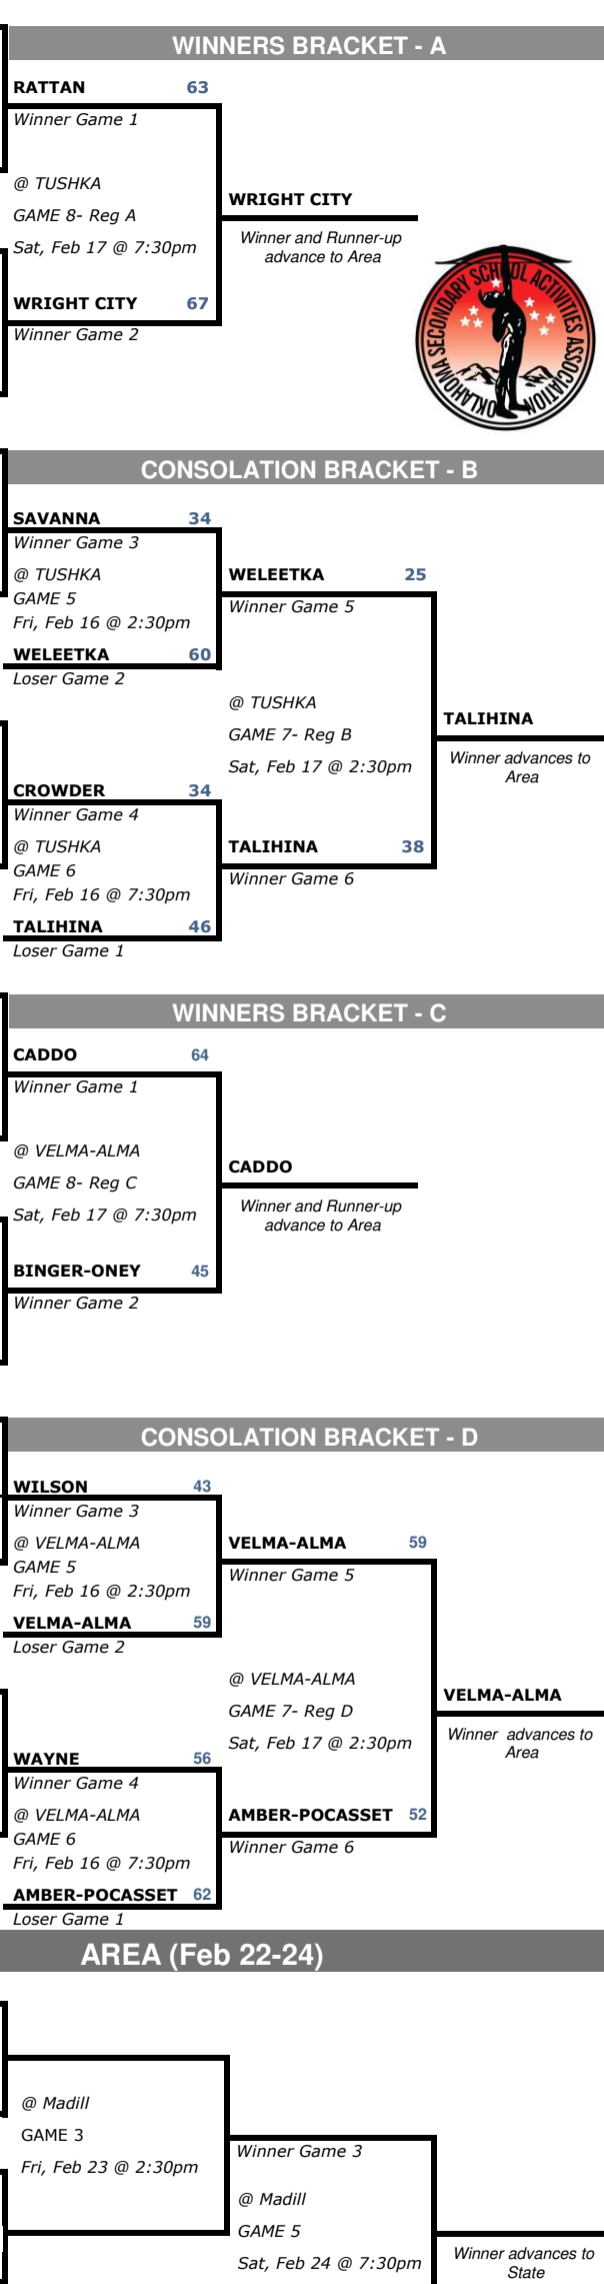 WINNERS BRACKET - A
RATTAN 63
Winner Game 1
@ TUSHKA
GAME 8- Reg A
Sat, Feb 17 @ 7:30pm
WRIGHT CITY 67
Winner Game 2
WRIGHT CITY
Winner and Runner-up
advance to Area
OKLAHOMA SECONDARY SCHOOL ACTIVITIES ASSOCIATION
CONSOLATION BRACKET - B
SAVANNA 34
Winner Game 3
@ TUSHKA
GAME 5
Fri, Feb 16 @ 2:30pm
WELEETKA 60
Loser Game 2
WELEETKA 25
Winner Game 5
@ TUSHKA
GAME 7- Reg B
Sat, Feb 17 @ 2:30pm
TALIHINA
Winner advances to
Area
CROWDER 34
Winner Game 4
@ TUSHKA
GAME 6
Fri, Feb 16 @ 7:30pm
TALIHINA 46
Loser Game 1
TALIHINA 38
Winner Game 6
WINNERS BRACKET - C
CADDO 64
Winner Game 1
@ VELMA-ALMA
GAME 8- Reg C
Sat, Feb 17 @ 7:30pm
BINGER-ONEY 45
Winner Game 2
CADDO
Winner and Runner-up
advance to Area
CONSOLATION BRACKET - D
WILSON 43
Winner Game 3
@ VELMA-ALMA
GAME 5
Fri, Feb 16 @ 2:30pm
VELMA-ALMA 59
Loser Game 2
VELMA-ALMA 59
Winner Game 5
@ VELMA-ALMA
GAME 7- Reg D
Sat, Feb 17 @ 2:30pm
VELMA-ALMA
Winner advances to
Area
WAYNE 56
Winner Game 4
@ VELMA-ALMA
GAME 6
Fri, Feb 16 @ 7:30pm
AMBER-POCASSET 62
Loser Game 1
AMBER-POCASSET 52
Winner Game 6
AREA (Feb 22-24)
@ Madill
GAME 3
Fri, Feb 23 @ 2:30pm
Winner Game 3
@ Madill
GAME 5
Sat, Feb 24 @ 7:30pm
Winner advances to
State